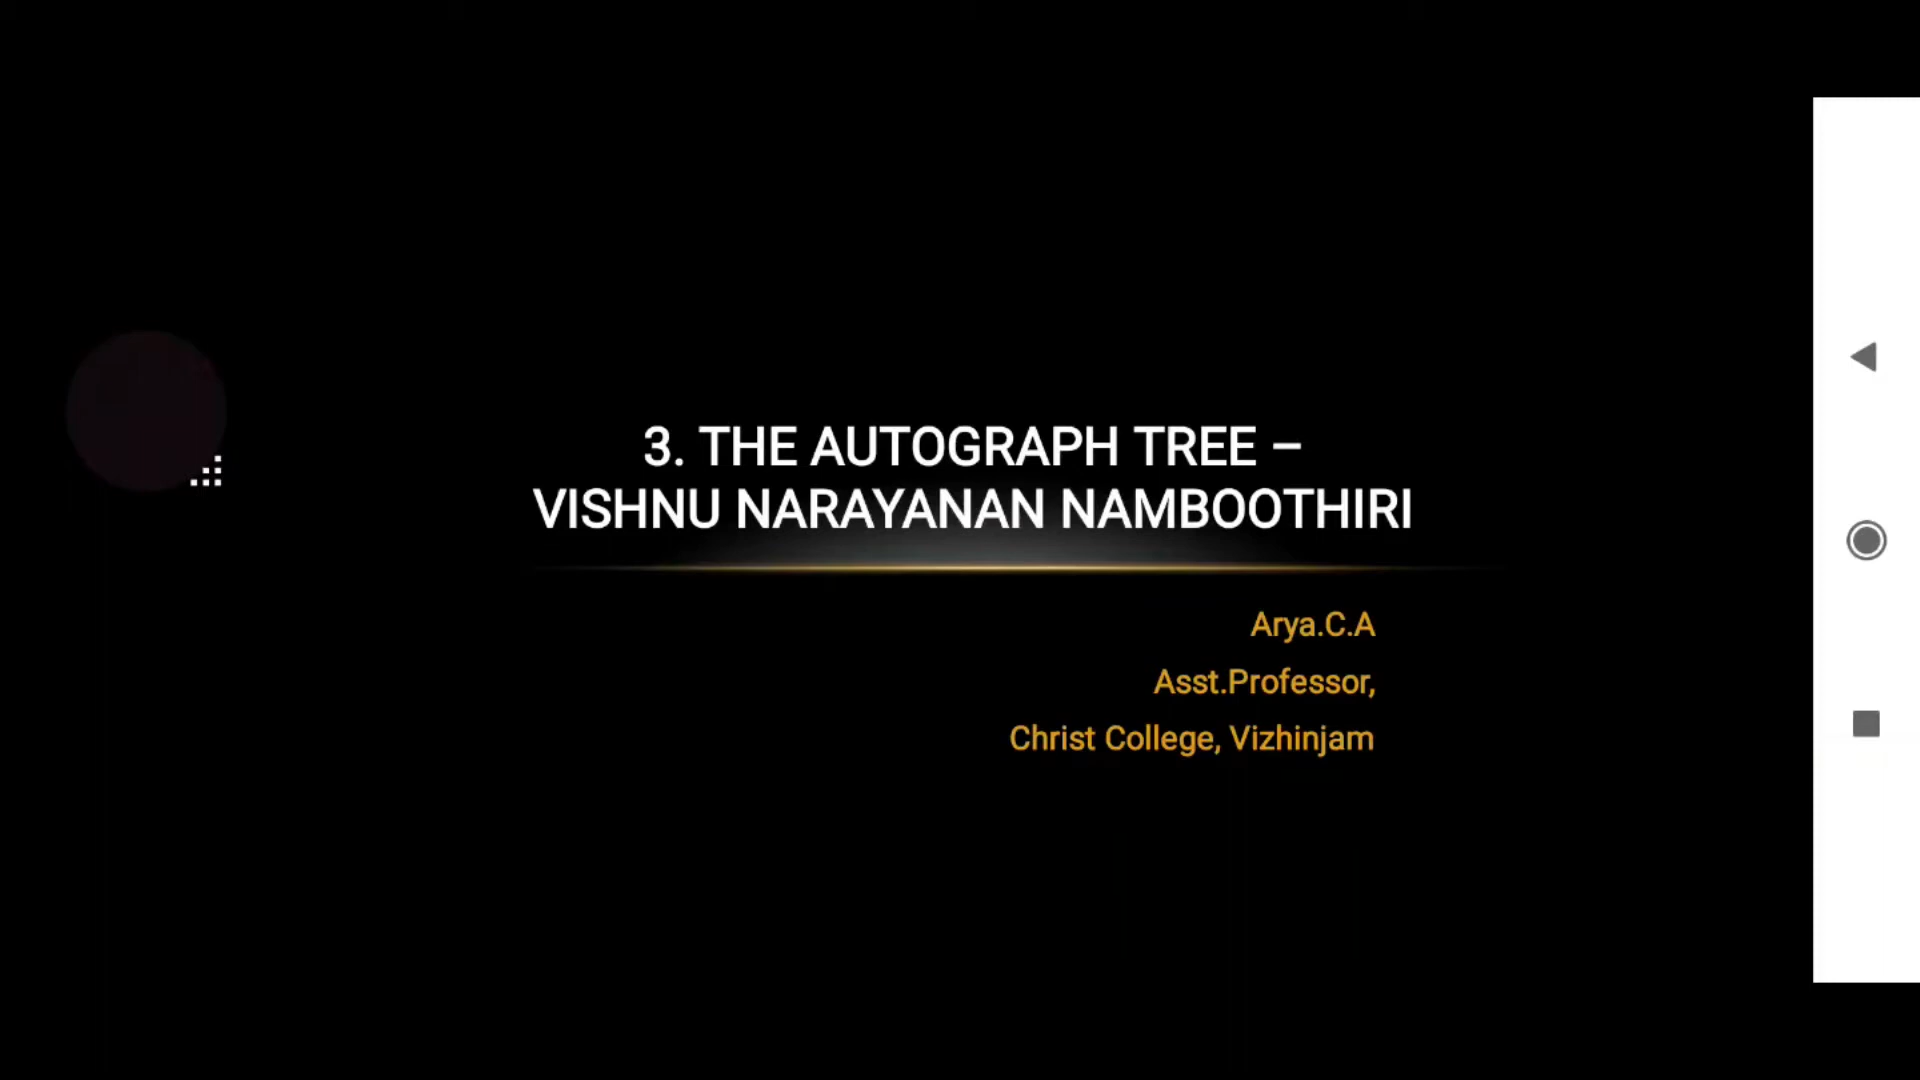 3. THE AUTOGRAPH TREE –
VISHNU NARAYANAN NAMBOOTHIRI
Arya.C.A
Asst.Professor,
Christ College, Vizhinjam